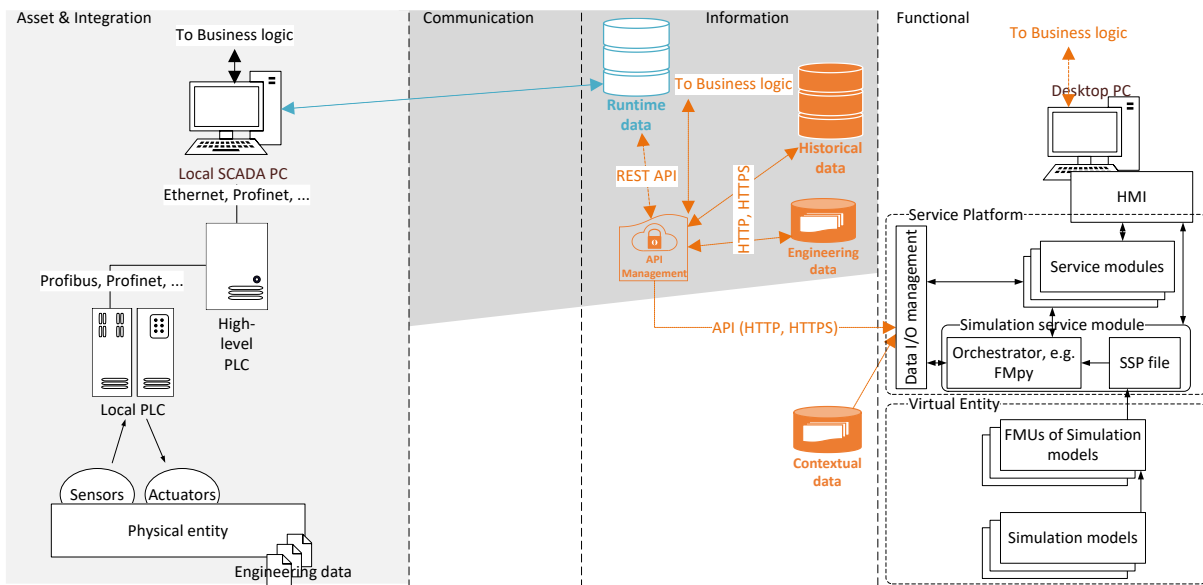 Asset & Integration
Communication
Information
Functional
To Business logic
Local SCADA PC
Ethernet, Profinet, ...
Profibus, Profinet, ...
High-
level
PLC
Local PLC
Sensors
Actuators
Physical entity
Engineering data
Runtime
data
To Business logic
Historical
data
REST API
HTTP, HTTPS
API
Management
Engineering
data
API (HTTP, HTTPS)
Contextual
data
To Business logic
Desktop PC
HMI
Service Platform
Data I/O management
Service modules
Simulation service module
Orchestrator, e.g.
FMpy
SSP file
Virtual Entity
FMUs of Simulation
models
Simulation models